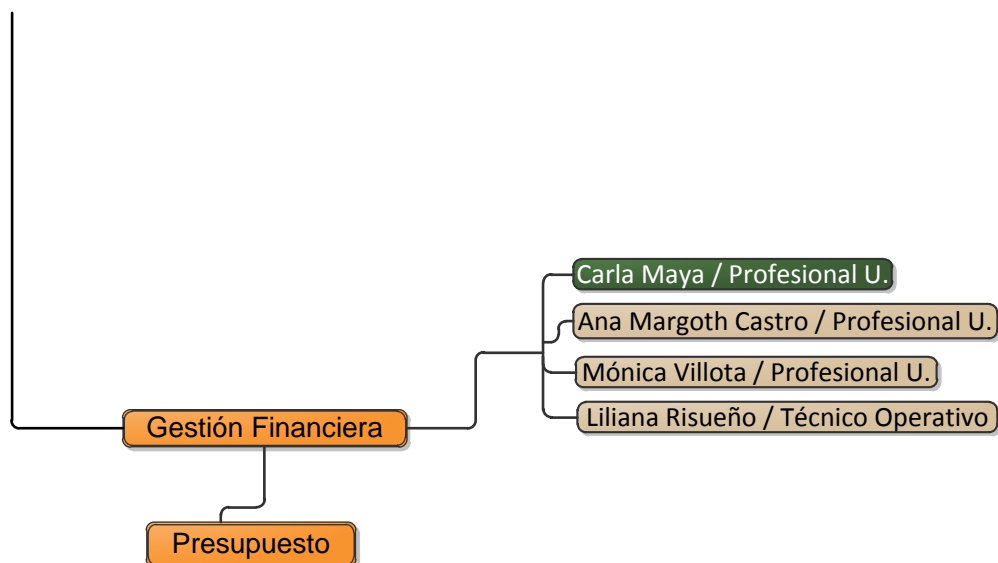 Carla Maya / Profesional U.
Ana Margoth Castro / Profesional U.
Mónica Villota / Profesional U.
Liliana Risueño / Técnico Operativo
Gestión Financiera
Presupuesto